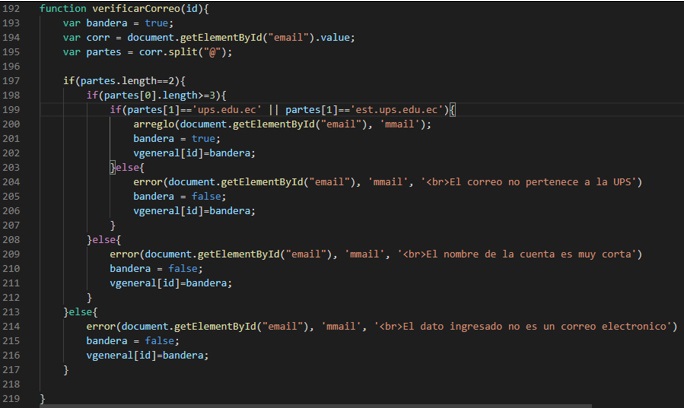 192 function verificarCorreo(id){
193     var bandera = true;
194     var corr = document.getElementById("email").value;
195     var partes = corr.split("@");
196
197     if(partes.length==2){
198         if(partes[0].length>=3){
199             if(partes[1]=='ups.edu.ec' || partes[1]=='est.ups.edu.ec'){
200                 arreglo(document.getElementById("email"), 'mmail');
201                 bandera = true;
202                 vgeneral[id]=bandera;
203             }else{
204                 error(document.getElementById("email"), 'mmail', '<br>El correo no pertenece a la UPS')
205                 bandera = false;
206                 vgeneral[id]=bandera;
207             }
208         }else{
209             error(document.getElementById("email"), 'mmail', '<br>El nombre de la cuenta es muy corta')
210             bandera = false;
211             vgeneral[id]=bandera;
212         }
213     }else{
214         error(document.getElementById("email"), 'mmail', '<br>El dato ingresado no es un correo electronico')
215         bandera = false;
216         vgeneral[id]=bandera;
217     }
218
219 }